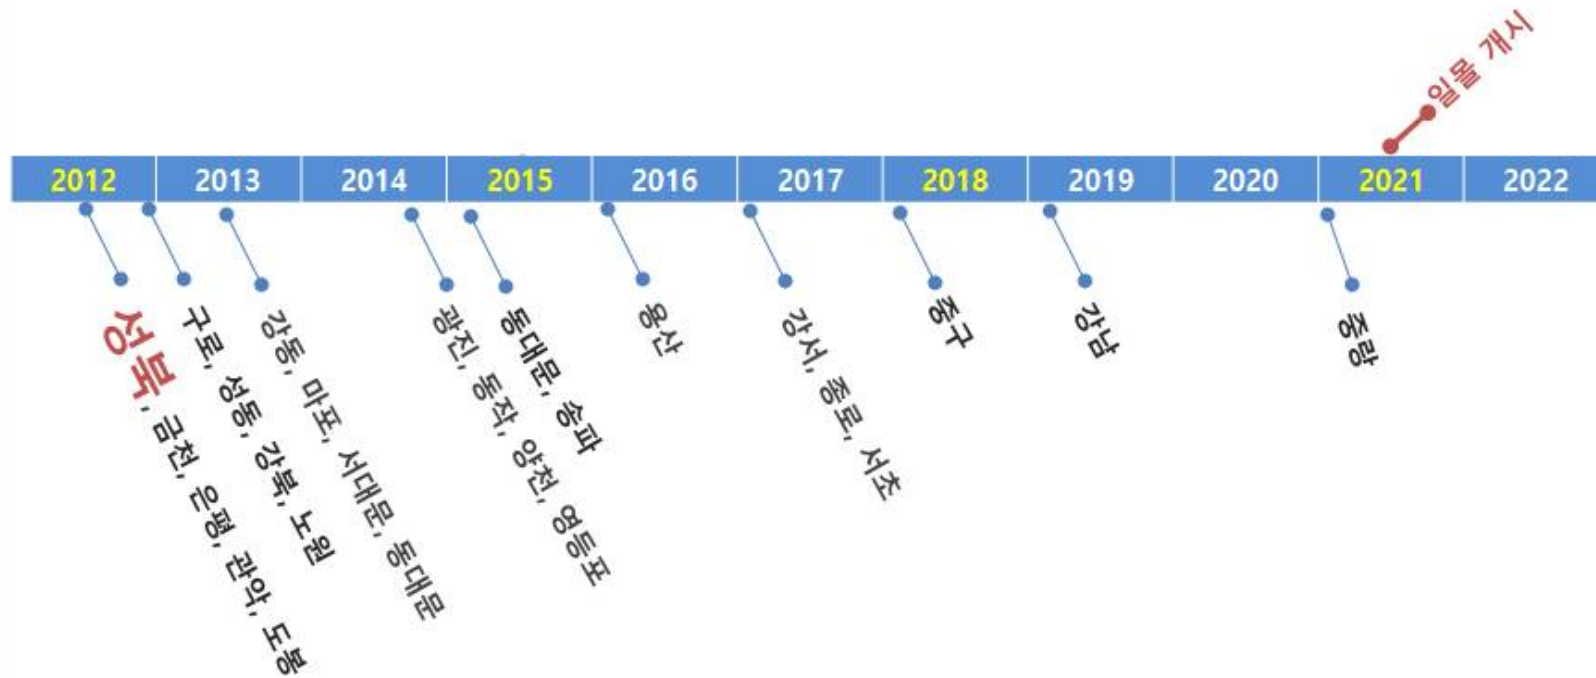 일몰 개시
2012 2013 2014 2015 2016 2017 2018 2019 2020 2021 2022
성북, 금천, 은평, 관악, 도봉
구로, 성동, 강북, 노원
강동, 마포, 서대문, 동대문
광진, 동작, 양천, 영등포
동대문, 송파
용산
강서, 종로, 서초
중구
강남
중랑